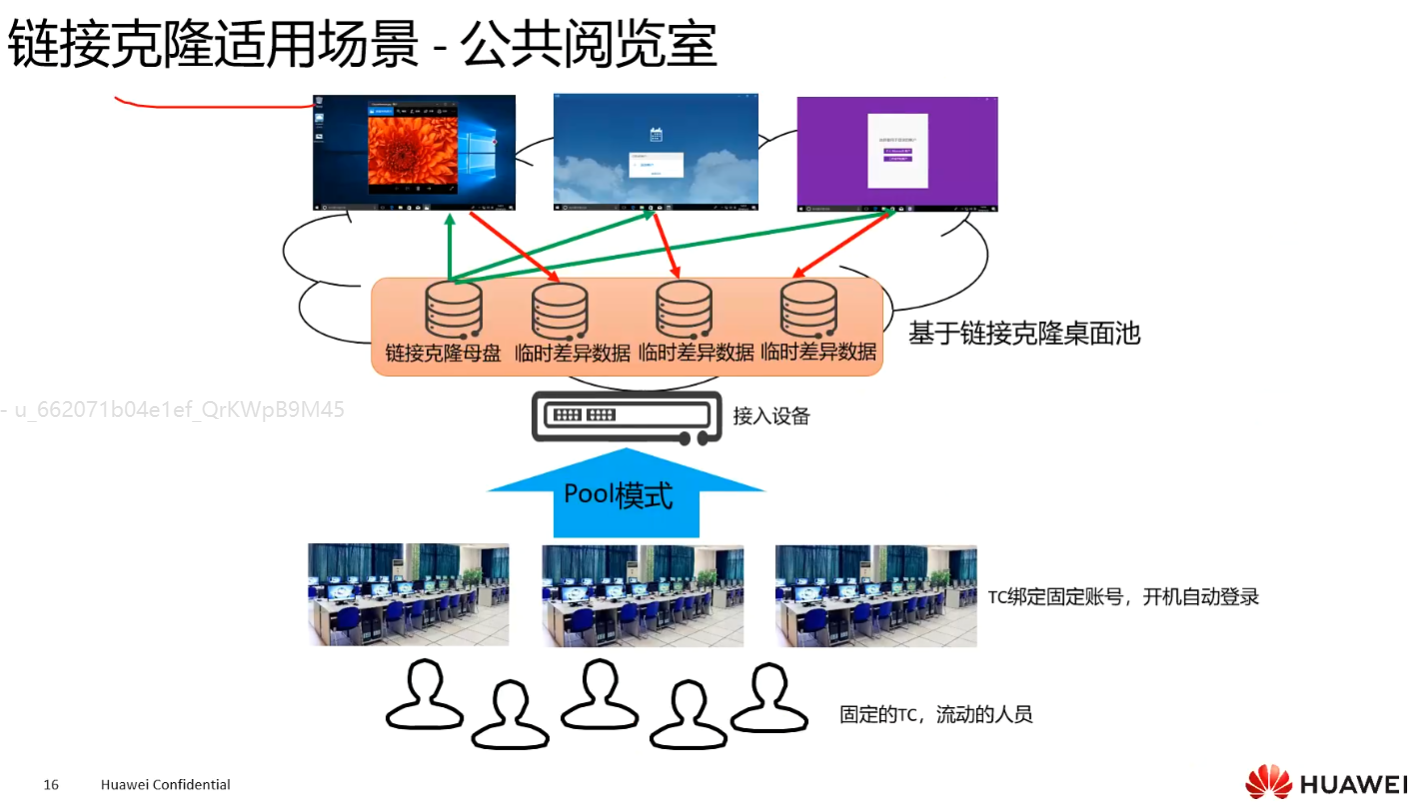 链接克隆适用场景 - 公共阅览室
链接克隆母盘
临时差异数据
临时差异数据
临时差异数据
基于链接克隆桌面池
- u_662071b04e1ef_QrKWpB9M45
接入设备
Pool模式
TC绑定固定账号，开机自动登录
固定的TC，流动的人员
16
Huawei Confidential
HUAWEI